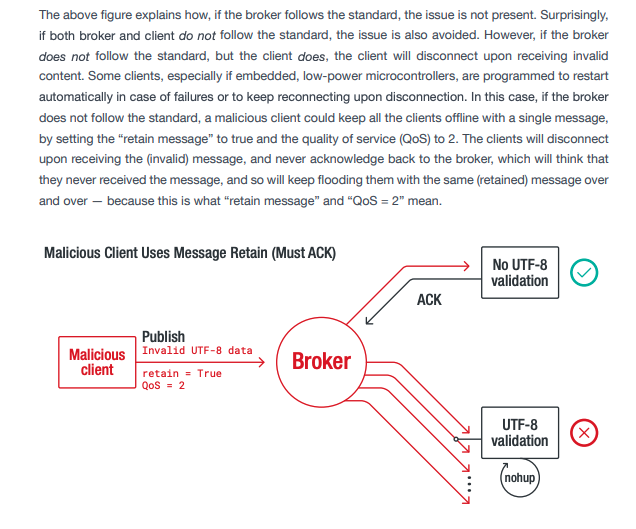 The above figure explains how, if the broker follows the standard, the issue is not present. Surprisingly,
if both broker and client do not follow the standard, the issue is also avoided. However, if the broker
does not follow the standard, but the client does, the client will disconnect upon receiving invalid
content. Some clients, especially if embedded, low-power microcontrollers, are programmed to restart
automatically in case of failures or to keep reconnecting upon disconnection. In this case, if the broker
does not follow the standard, a malicious client could keep all the clients offline with a single message,
by setting the “retain message” to true and the quality of service (QoS) to 2. The clients will disconnect
upon receiving the (invalid) message, and never acknowledge back to the broker, which will think that
they never received the message, and so will keep flooding them with the same (retained) message over
and over — because this is what “retain message” and “QoS = 2” mean.
Malicious Client Uses Message Retain (Must ACK)
No UTF-8
validation
ACK
Publish
Invalid UTF-8 data
Malicious
client
retain = True
QoS = 2
Broker
UTF-8
validation
nohup